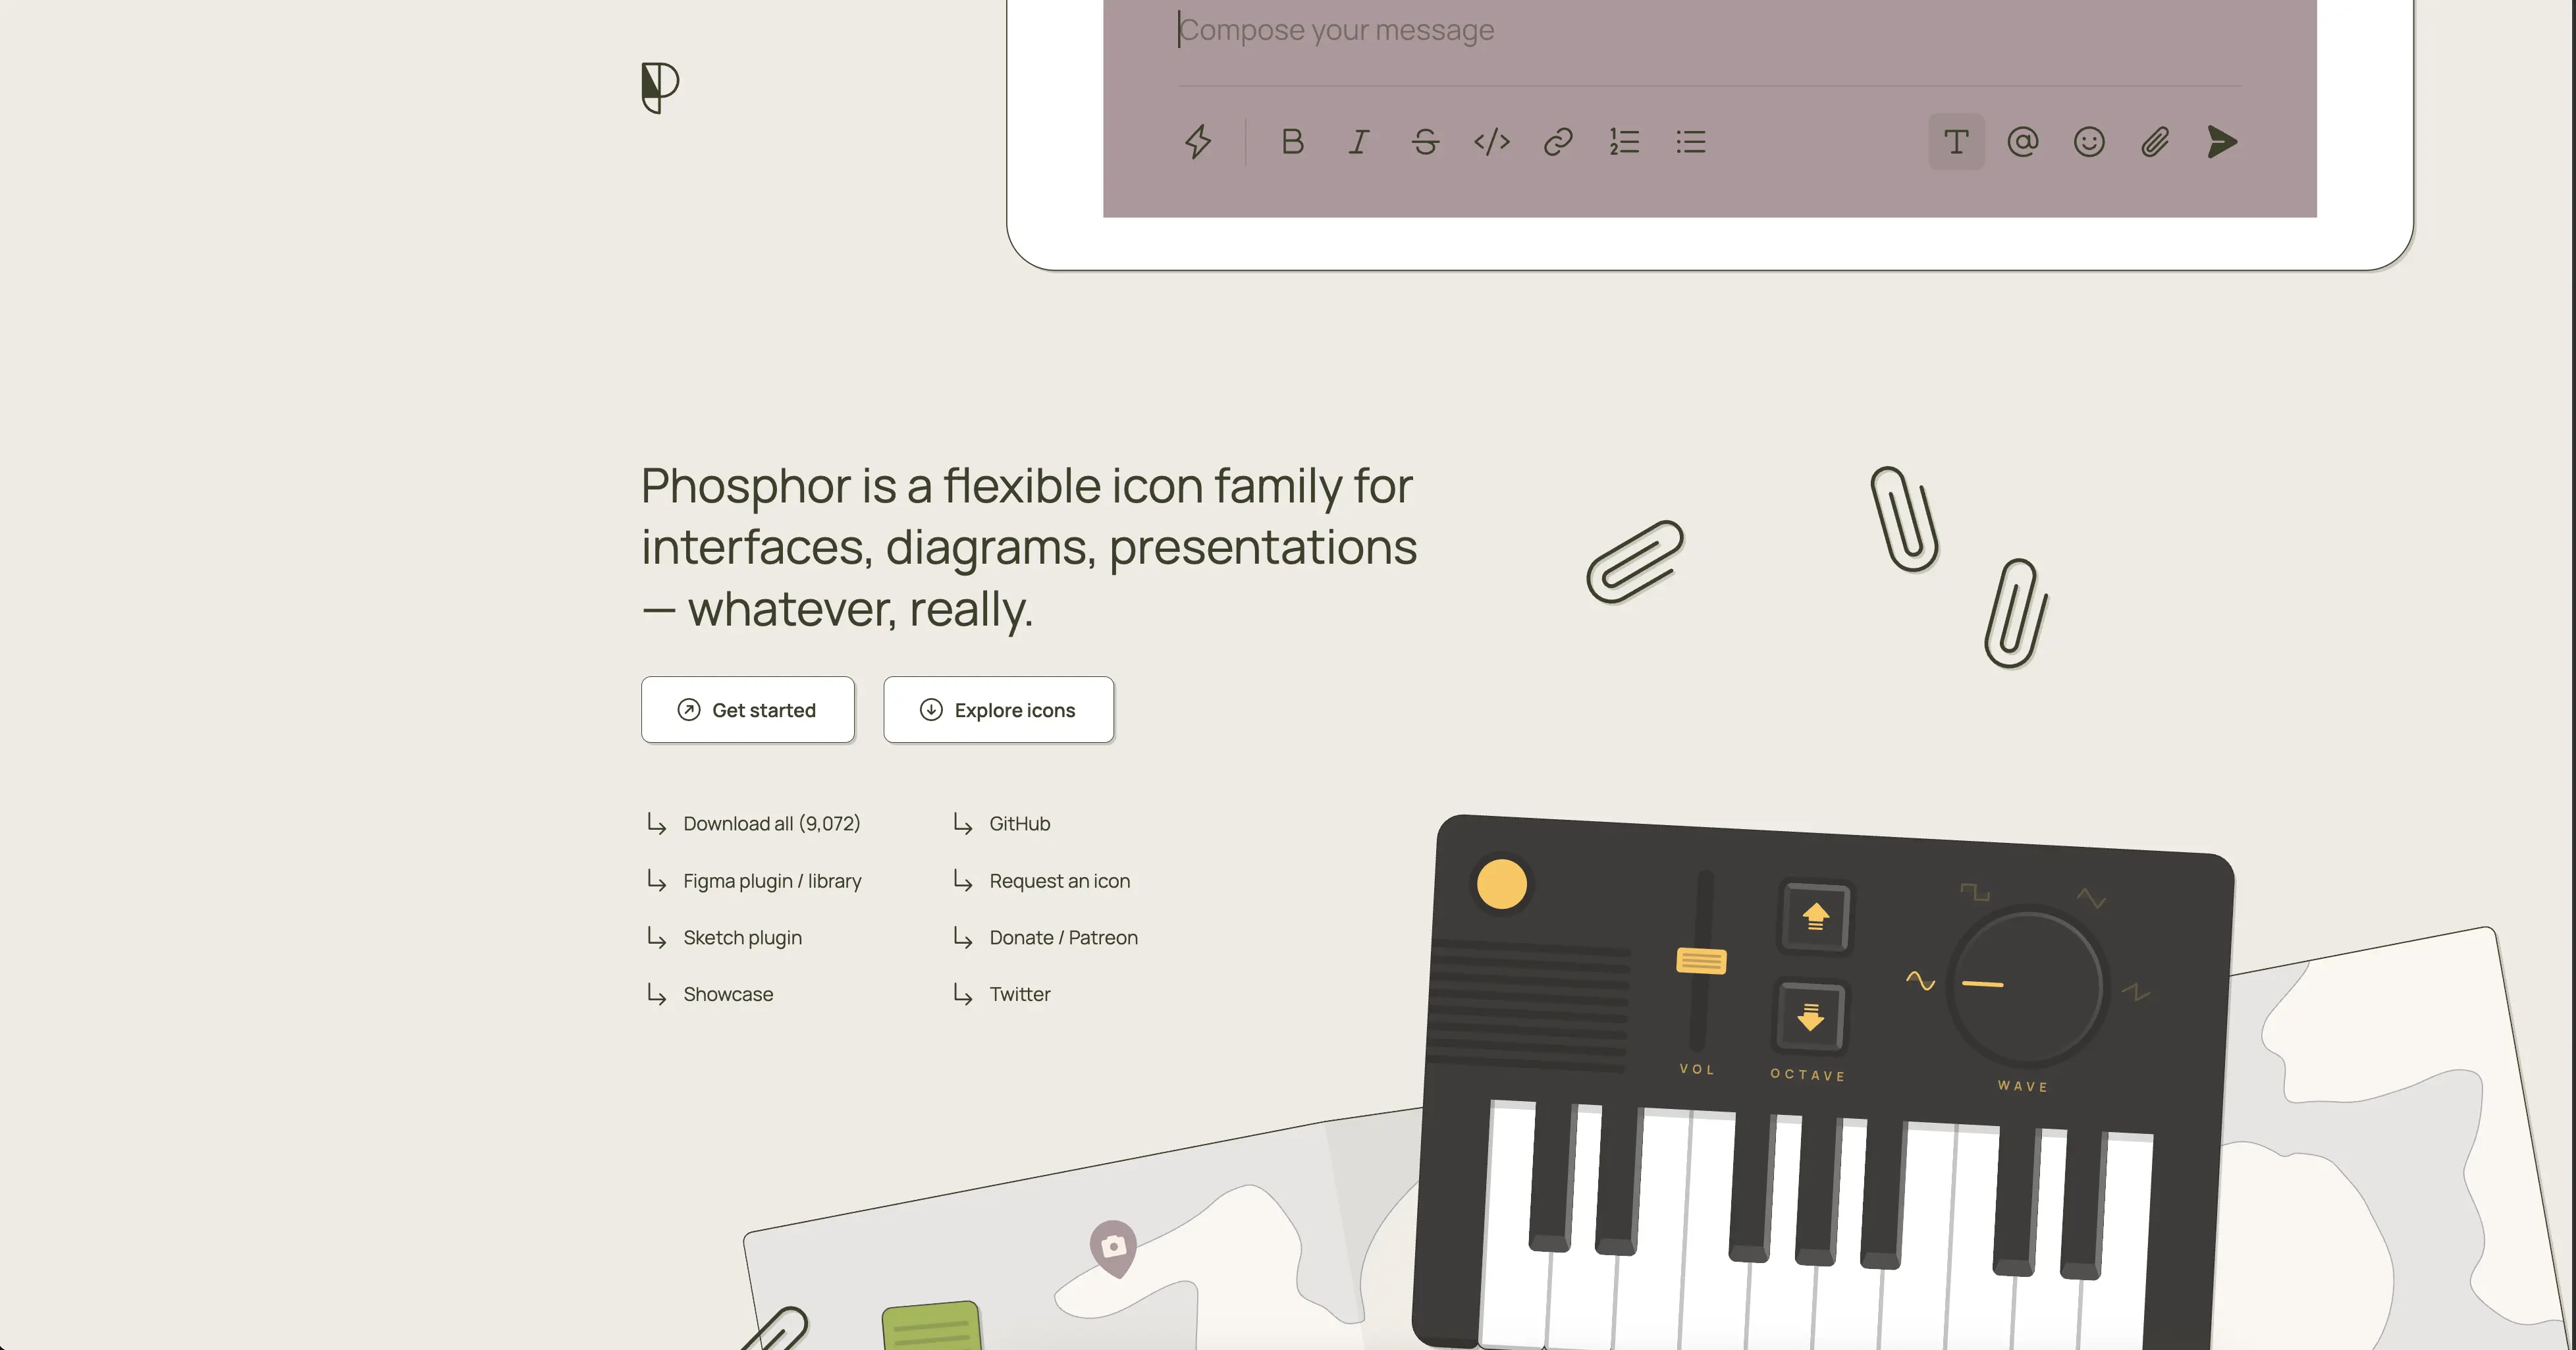 Compose your message
Phosphor is a flexible icon family for
interfaces, diagrams, presentations
— whatever, really.
Get started
Explore icons
Download all (9,072)
GitHub
Figma plugin / library
Request an icon
Sketch plugin
Donate / Patreon
Showcase
Twitter
VOL
OCTAVE
WAVE